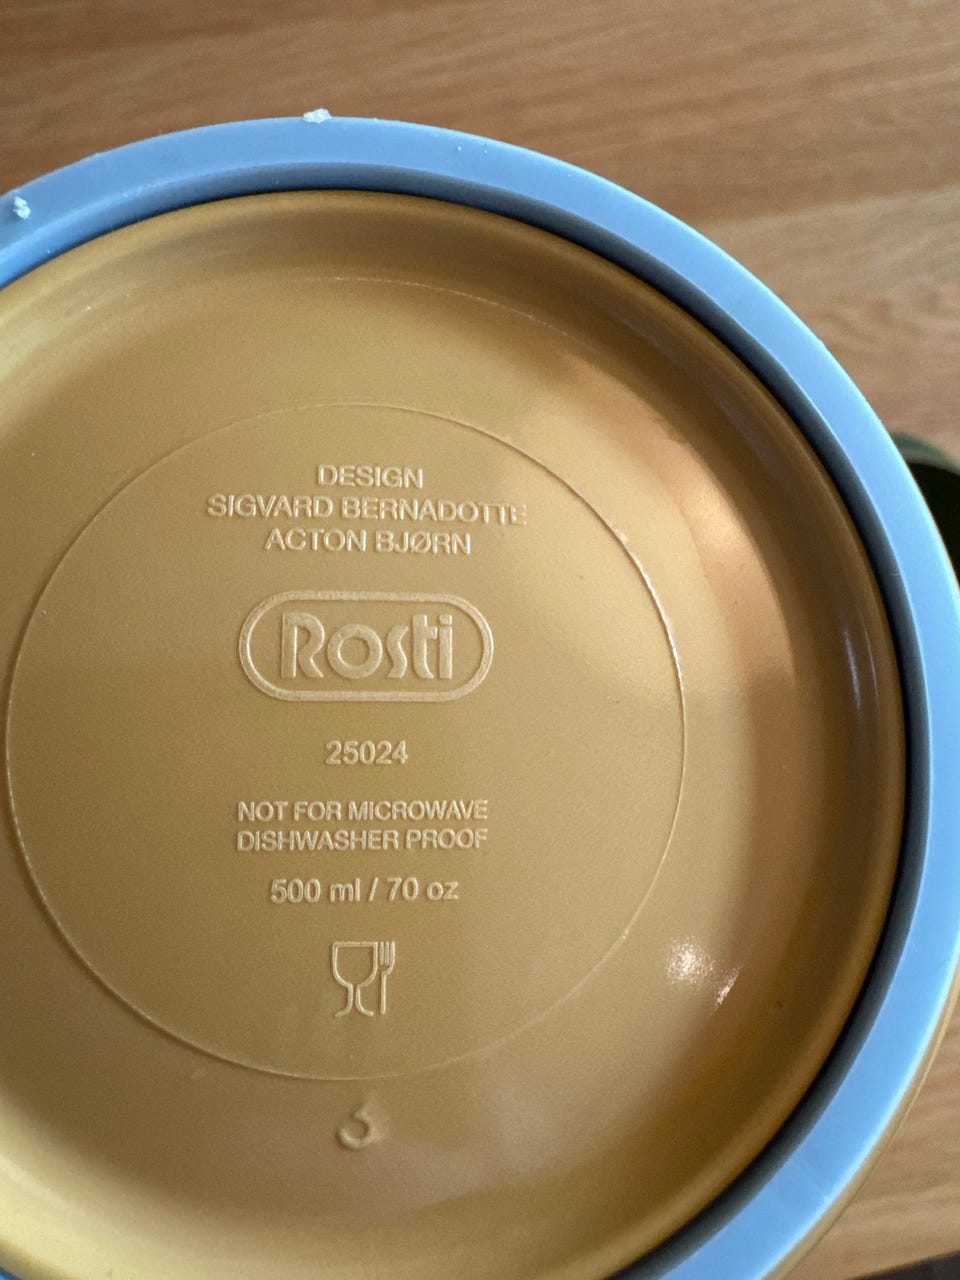 DESIGN
SIGVARD BERNADOTTE
ACTON BJØRN
Rosti
25024
NOT FOR MICROWAVE
DISHWASHER PROOF
500 ml / 70 oz